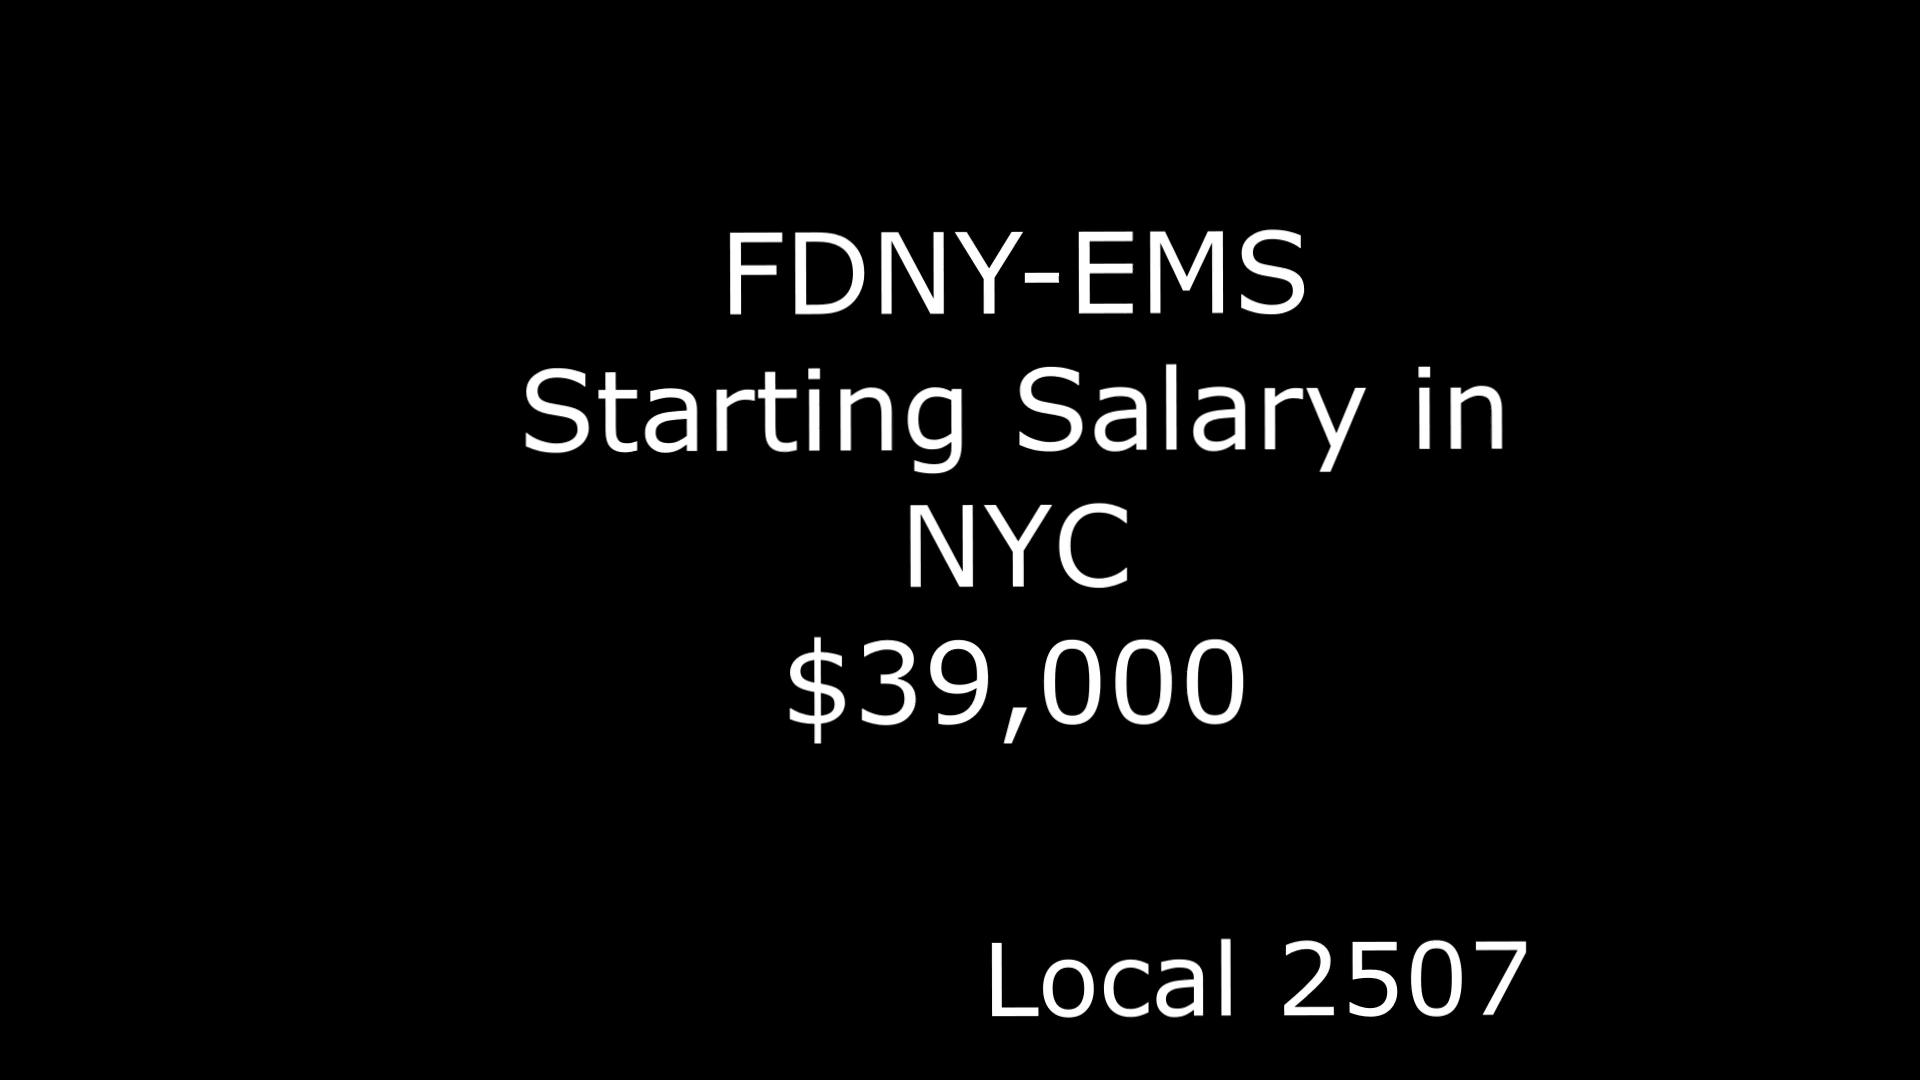 FDNY-EMS
Starting Salary in
NYC
$39,000
Local 2507